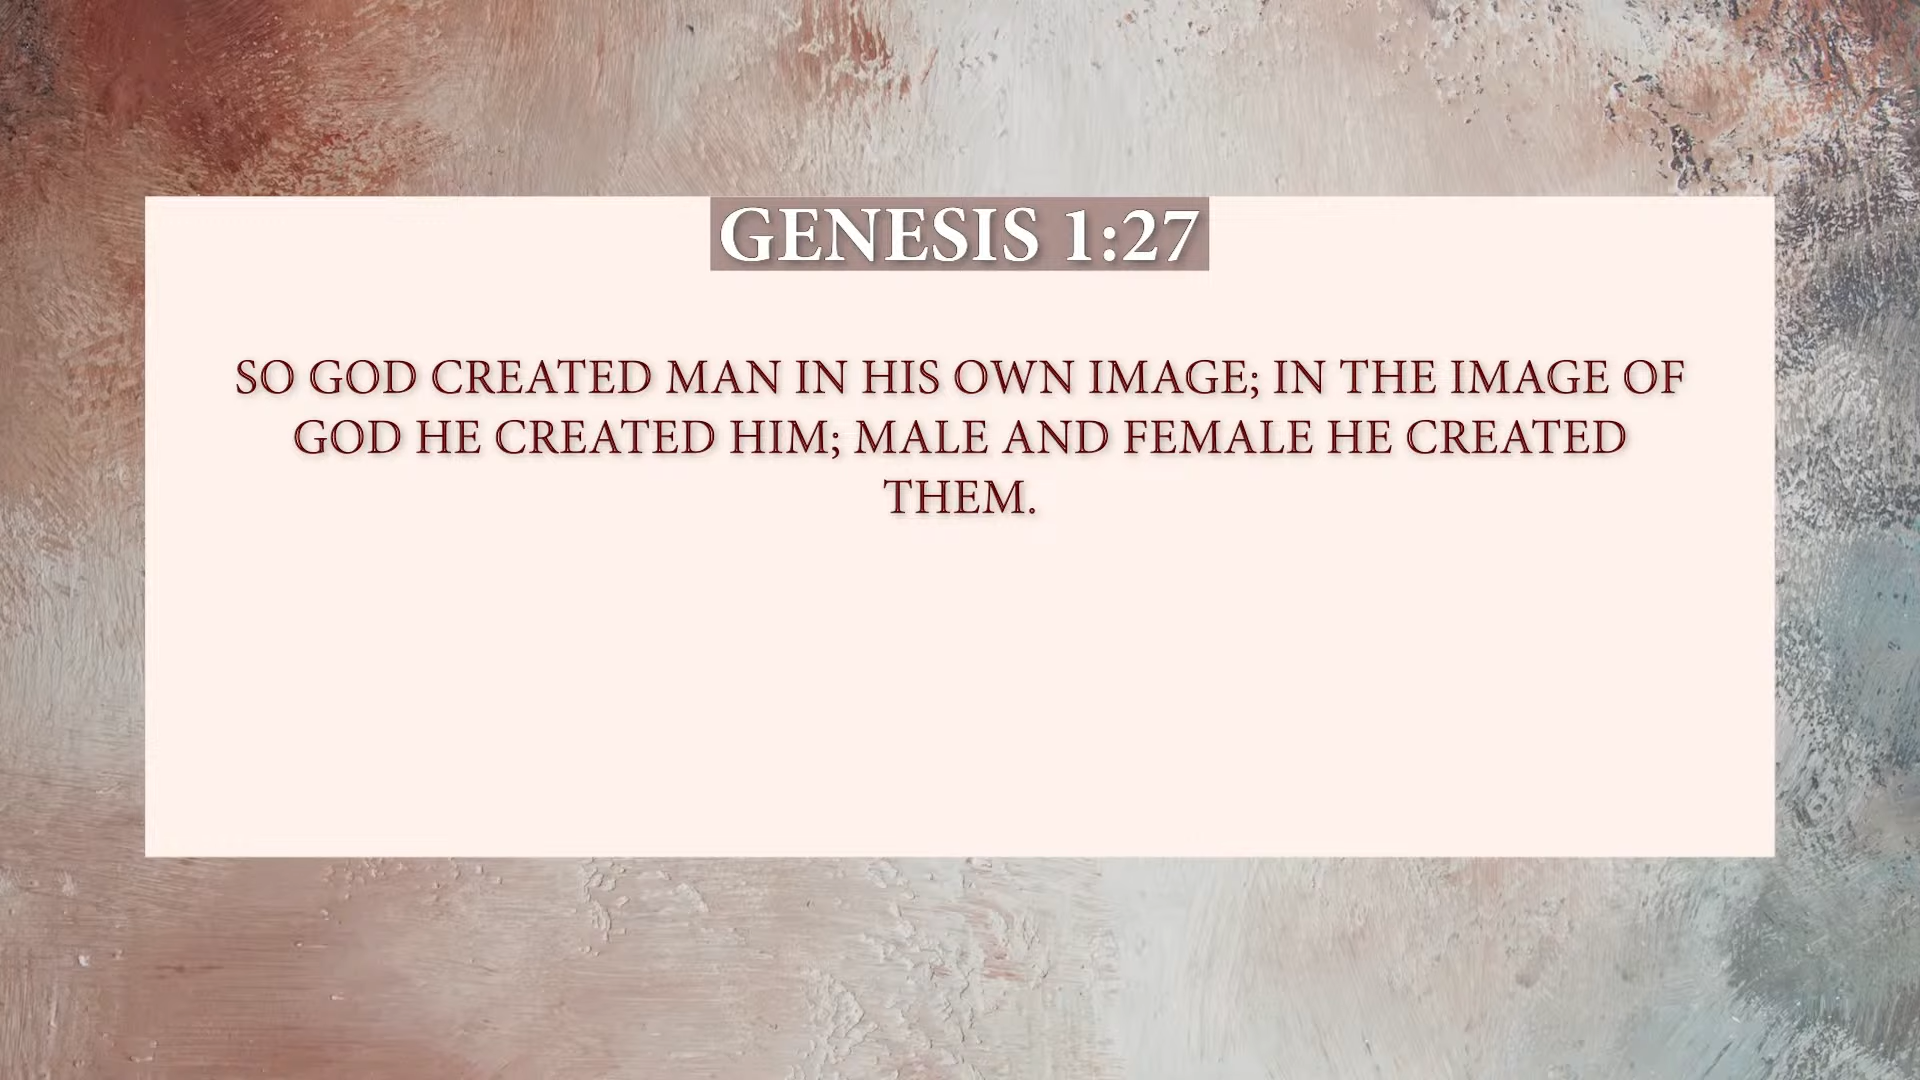 GENESIS 1:27
SO GOD CREATED MAN IN HIS OWN IMAGE; IN THE IMAGE OF
GOD HE CREATED HIM; MALE AND FEMALE HE CREATED
THEM.